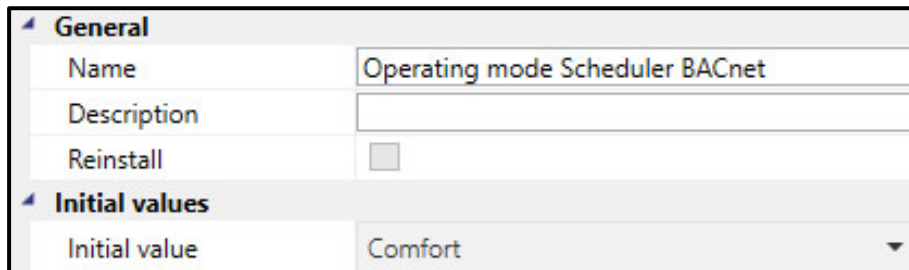 General
Name Operating mode Scheduler BACnet
Description
Reinstall
Initial values
Initial value Comfort